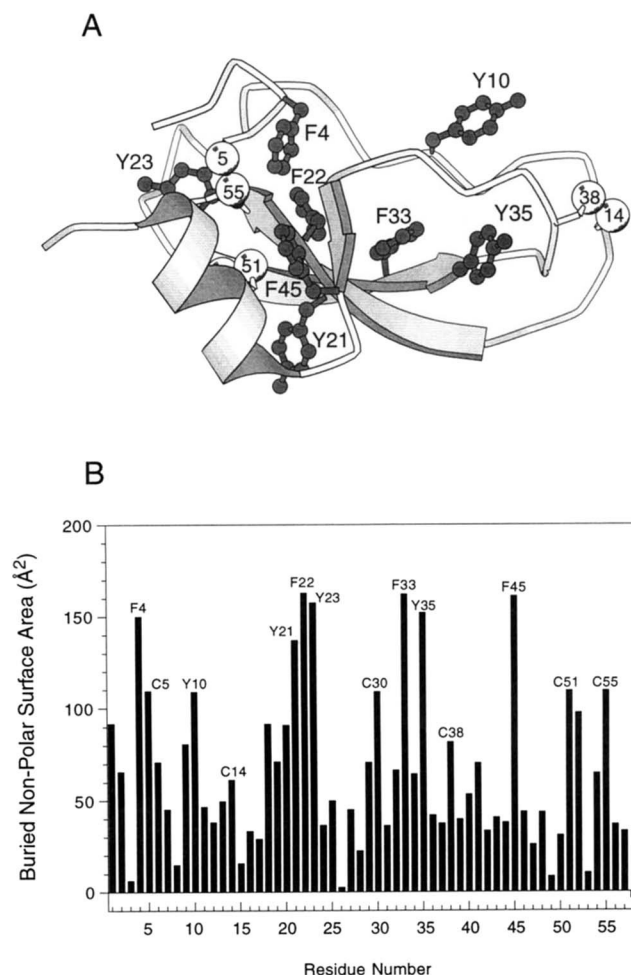 A
Y10
F4
Y23
5
F22
55
38
F33
Y35
14
51
F45
Y21
B
Buried Non-Polar Surface Area (Å²)
200
150
100
50
0
F4
C5
Y10
C14
Y21
F22
Y23
C30
F33
Y35
C38
F45
C51
C55
5 10 15 20 25 30 35 40 45 50 55
Residue Number